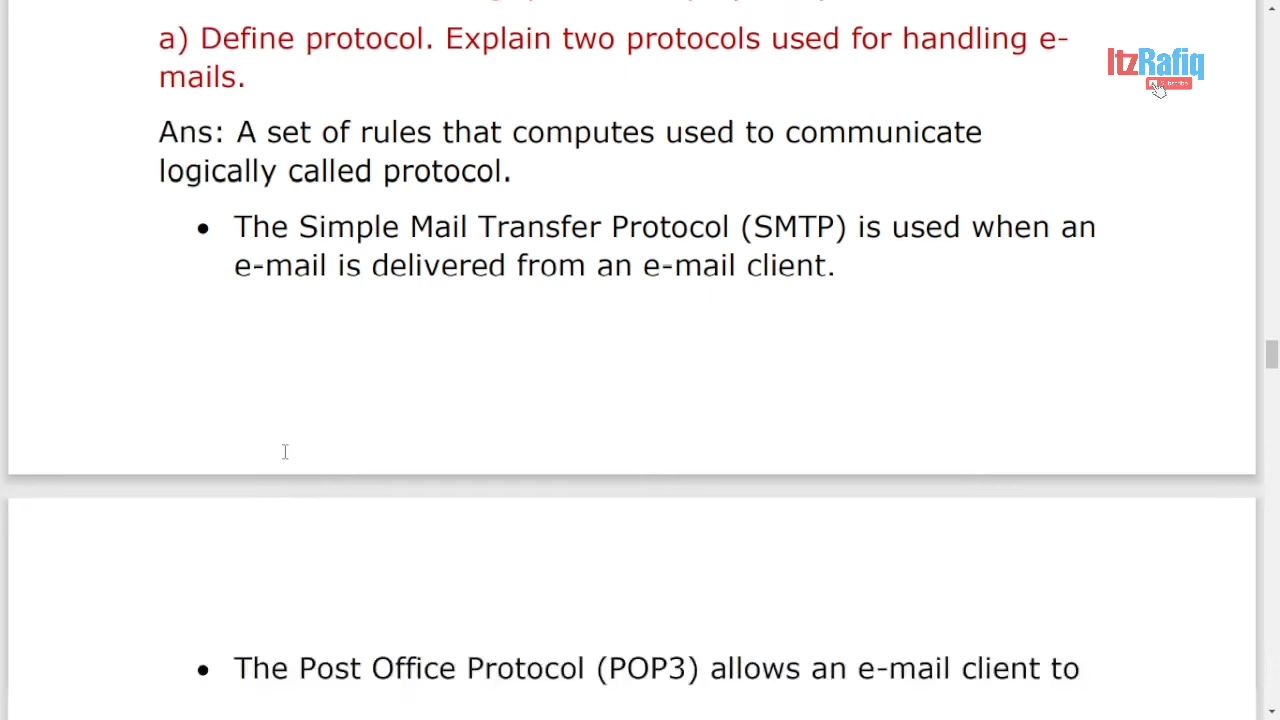 a) Define protocol. Explain two protocols used for handling e-
mails.
ItzRafiq
Subscribe
Ans: A set of rules that computes used to communicate
logically called protocol.
• The Simple Mail Transfer Protocol (SMTP) is used when an
e-mail is delivered from an e-mail client.
• The Post Office Protocol (POP3) allows an e-mail client to